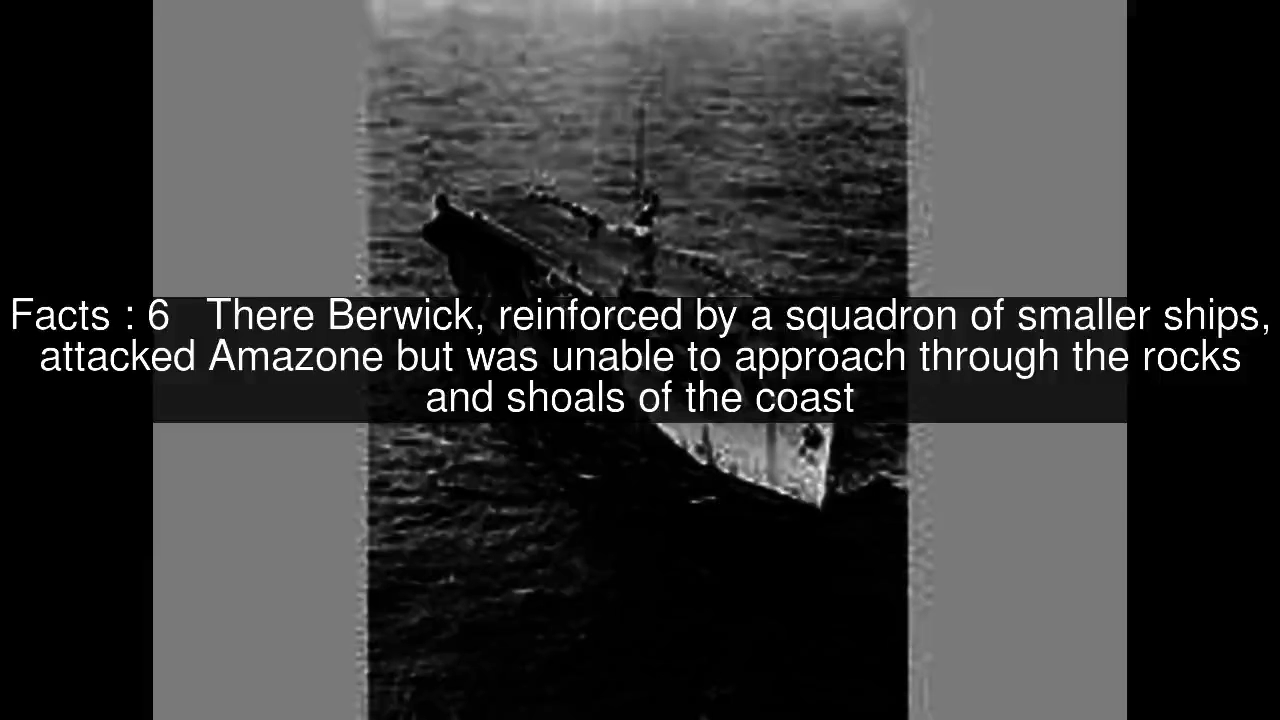 Facts : 6   There Berwick, reinforced by a squadron of smaller ships,
attacked Amazone but was unable to approach through the rocks
and shoals of the coast